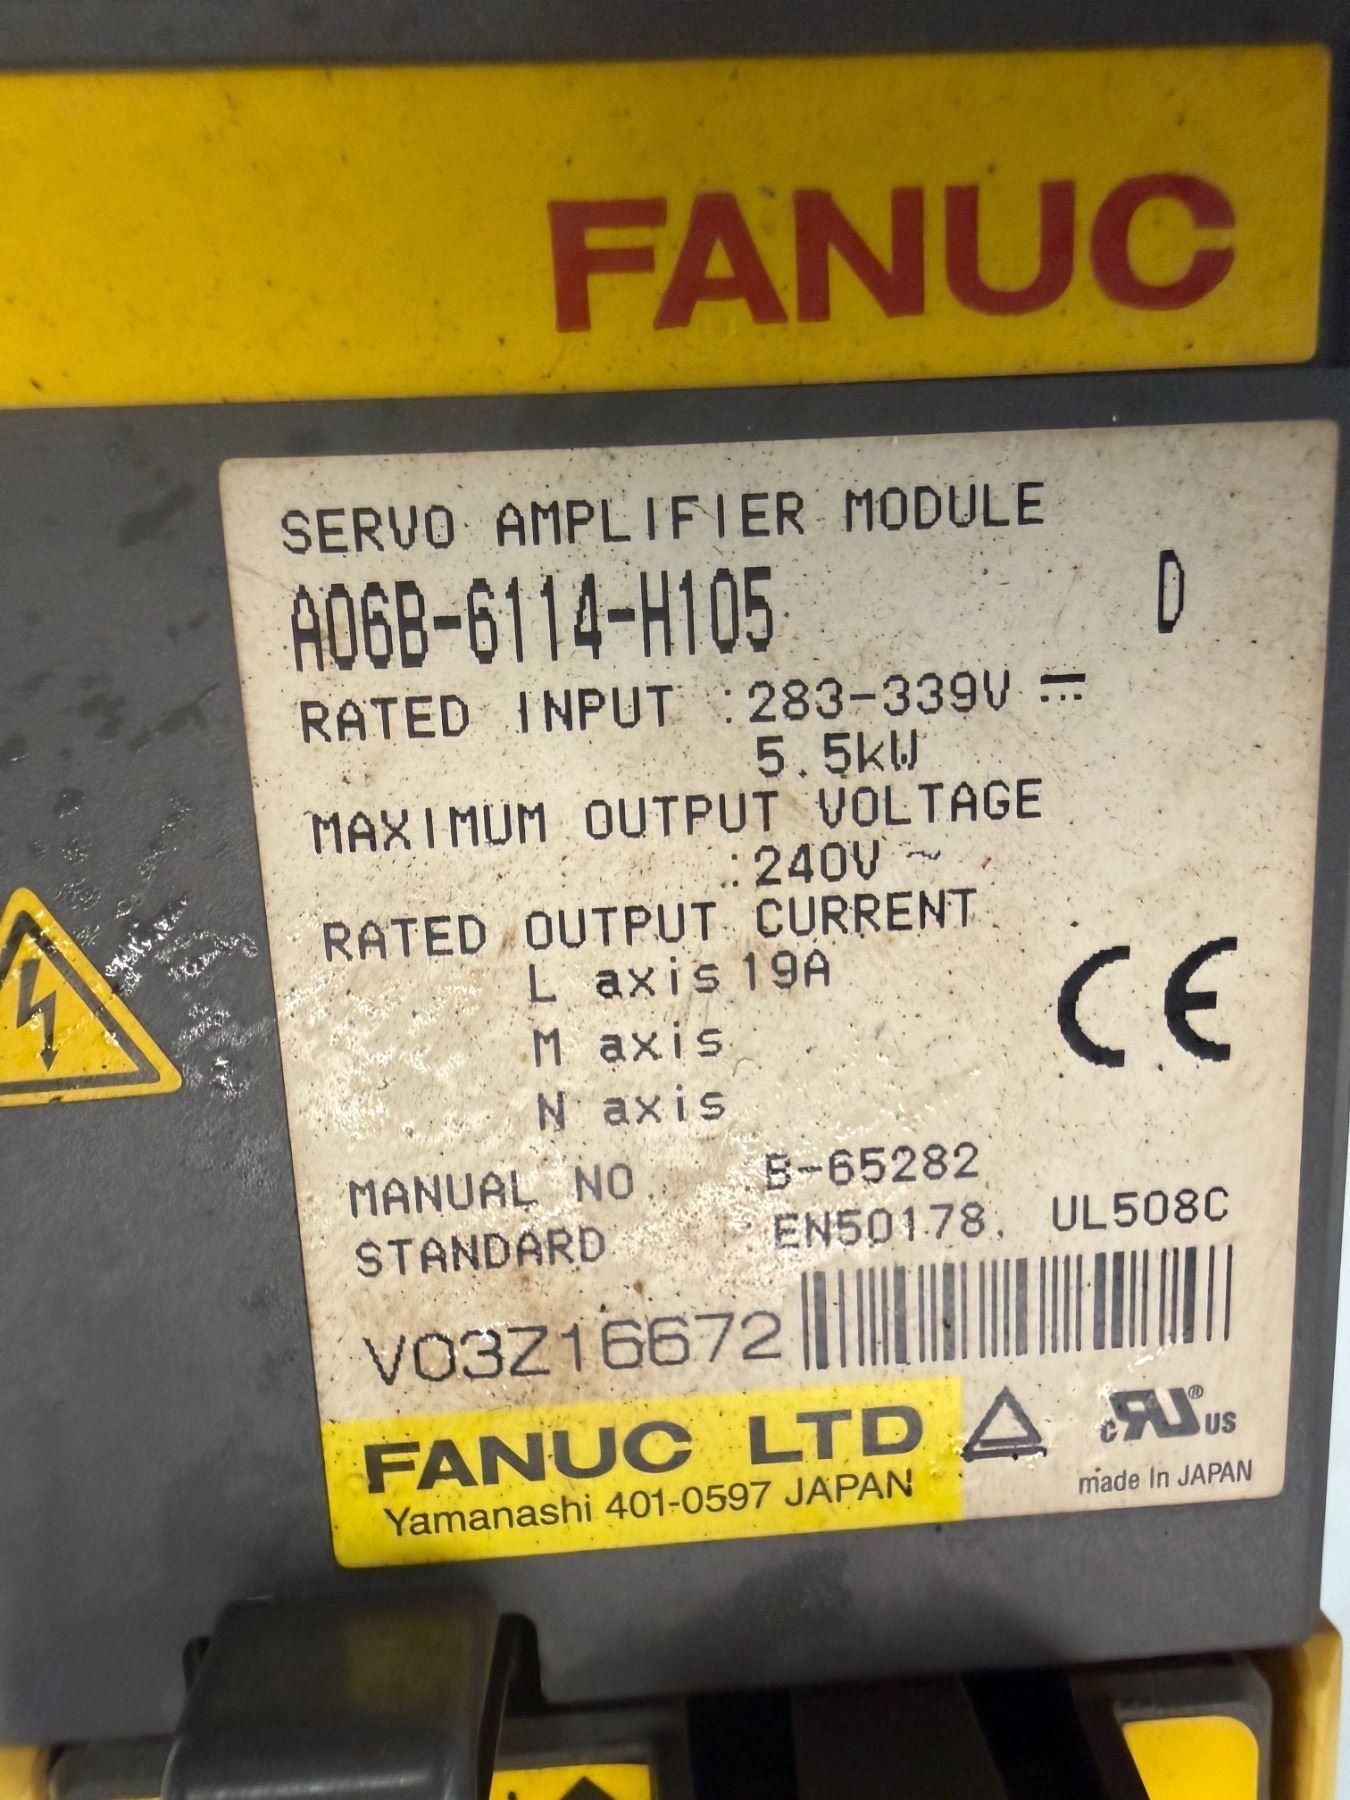 FANUC
SERVO AMPLIFIER MODULE
A06B-6114-H105 D
RATED INPUT :283-339V ⎓
5.5kW
MAXIMUM OUTPUT VOLTAGE
:240V ~
RATED OUTPUT CURRENT
L axis 19A
M axis
N axis
CE
MANUAL NO. :B-65282
STANDARD :EN50178, UL508C
V03Z16672
FANUC LTD
Yamanashi 401-0597 JAPAN
c RU ® US
made In JAPAN